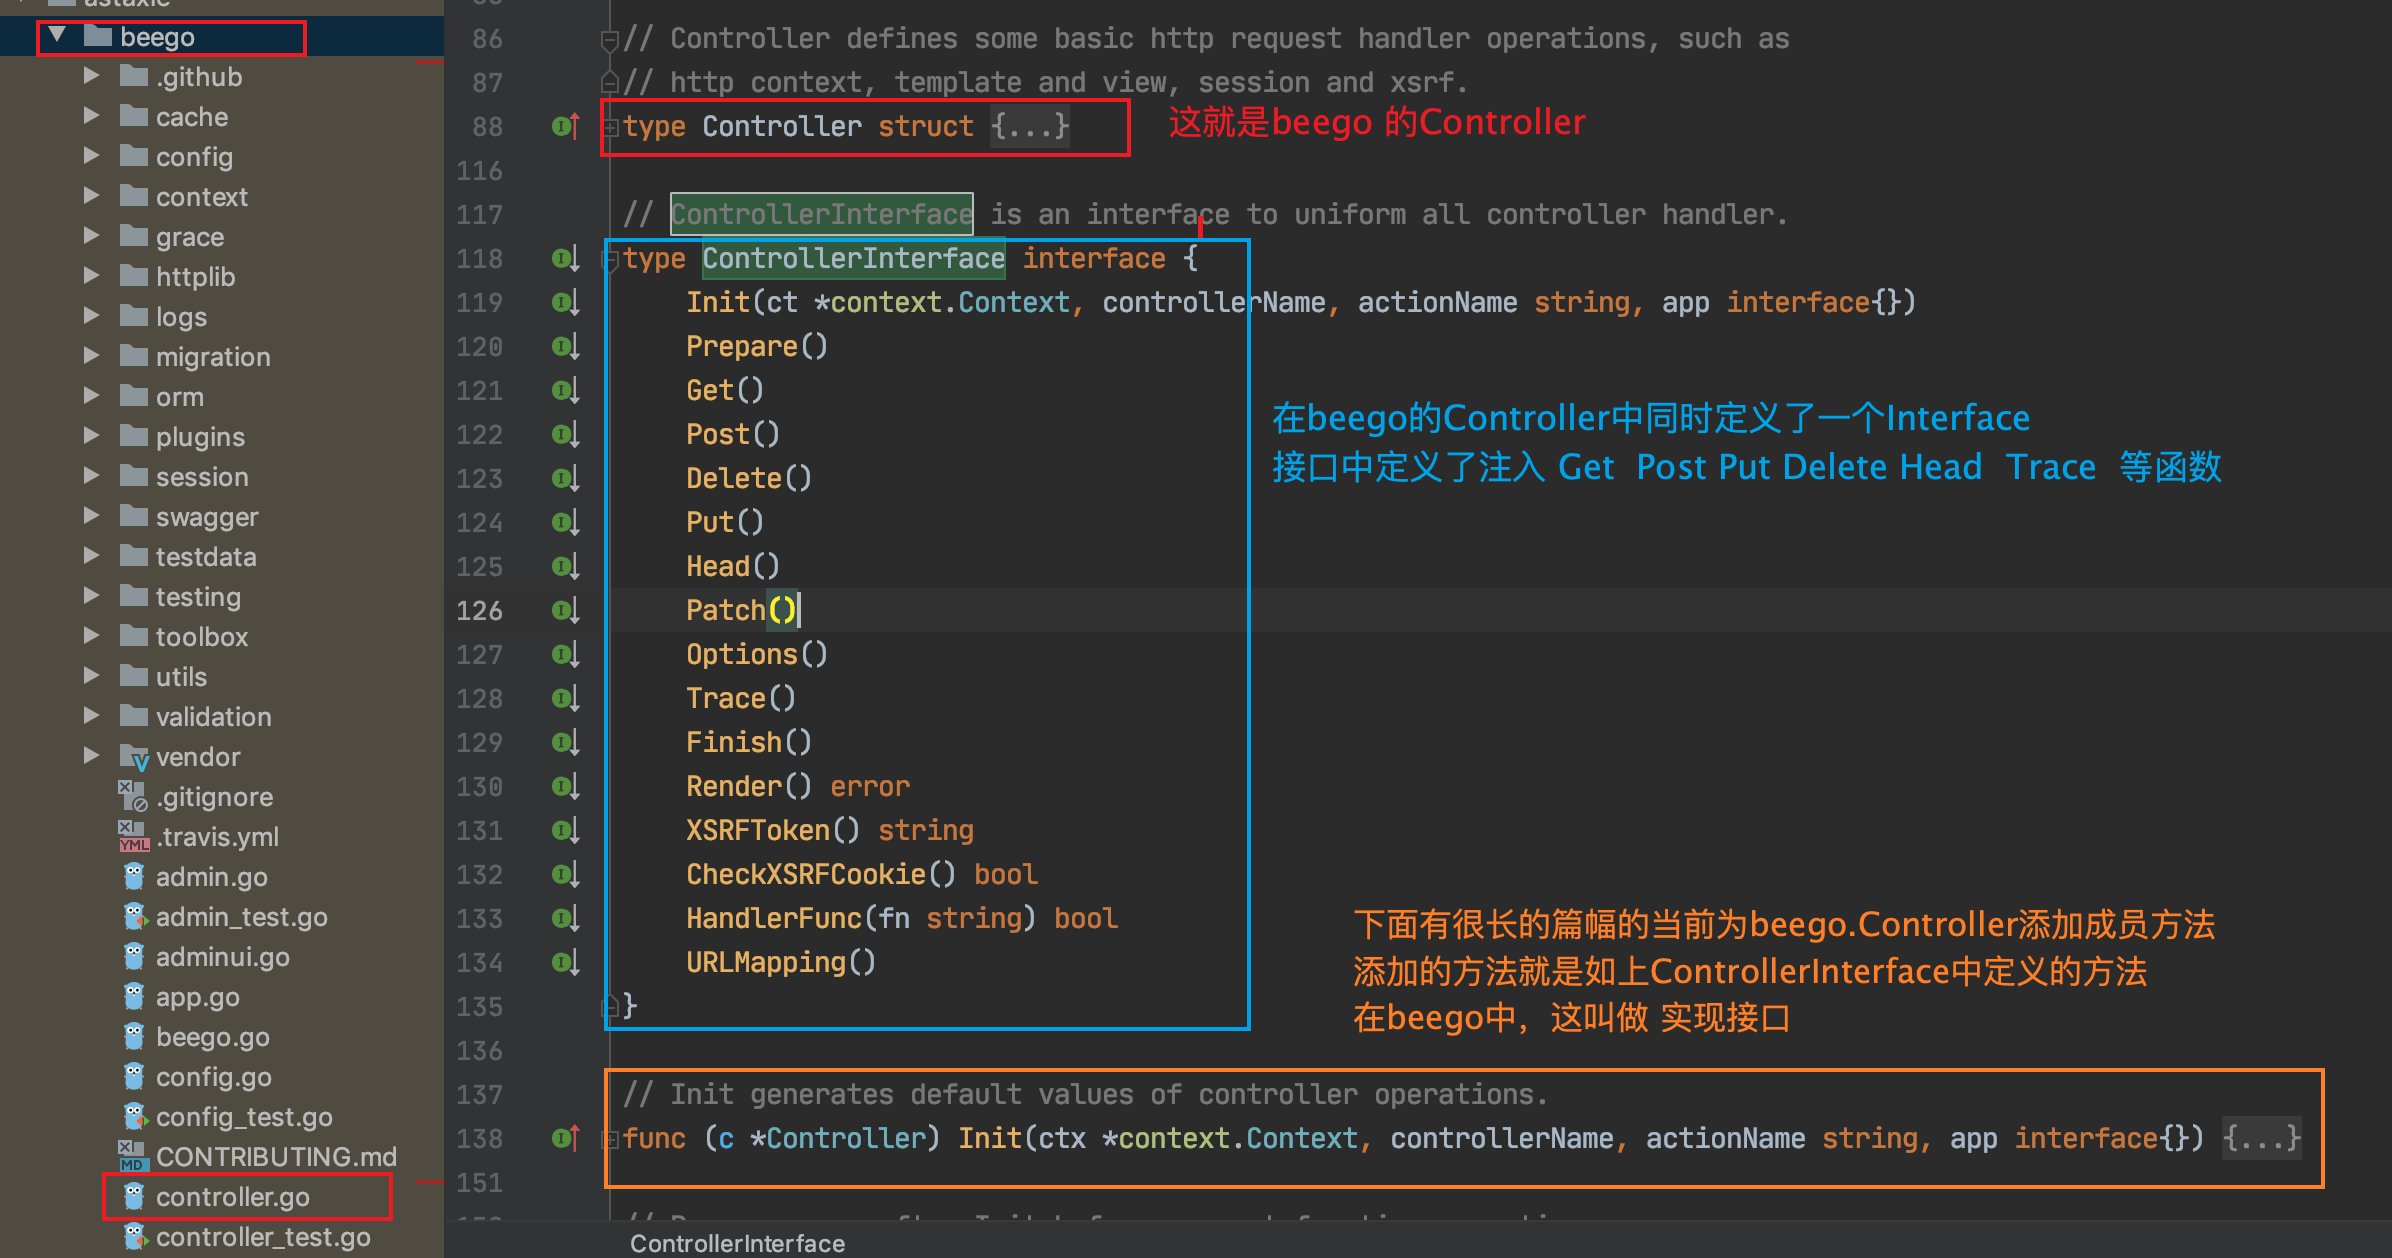 astaxie
beego
.github
cache
config
context
grace
httplib
logs
migration
orm
plugins
session
swagger
testdata
testing
toolbox
utils
validation
vendor
.gitignore
.travis.yml
admin.go
admin_test.go
adminui.go
app.go
beego.go
config.go
config_test.go
CONTRIBUTING.md
controller.go
controller_test.go
86 // Controller defines some basic http request handler operations, such as
87 // http context, template and view, session and xsrf.
88 type Controller struct {...}
这就是beego 的Controller
116
117 // ControllerInterface is an interface to uniform all controller handler.
118 type ControllerInterface interface {
119 Init(ct *context.Context, controllerName, actionName string, app interface{})
120 Prepare()
121 Get()
122 Post()
123 Delete()
124 Put()
125 Head()
126 Patch()
127 Options()
128 Trace()
129 Finish()
130 Render() error
131 XSRFToken() string
132 CheckXSRFCookie() bool
133 HandlerFunc(fn string) bool
134 URLMapping()
135 }
在beego的Controller中同时定义了一个Interface
接口中定义了注入 Get Post Put Delete Head Trace 等函数
下面有很长的篇幅的当前为beego.Controller添加成员方法
添加的方法就是如上ControllerInterface中定义的方法
在beego中，这叫做 实现接口
136
137 // Init generates default values of controller operations.
138 func (c *Controller) Init(ctx *context.Context, controllerName, actionName string, app interface{}) {...}
151
ControllerInterface